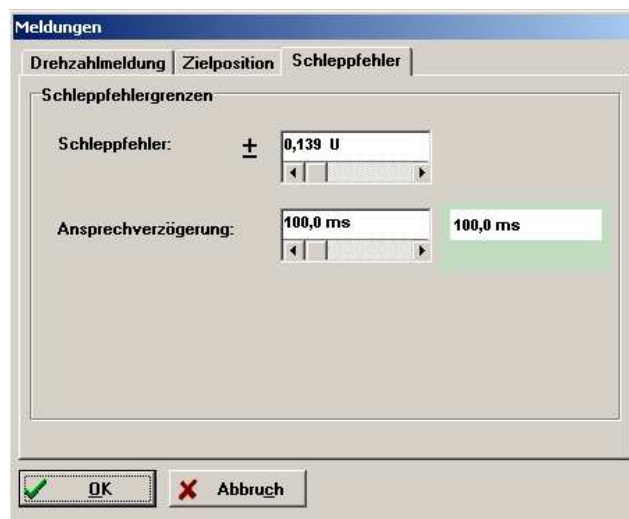 Meldungen
Drehzahlmeldung Zielposition Schleppfehler
Schleppfehlergrenzen
Schleppfehler: ± 0,139 U
Ansprechverzögerung: 100,0 ms 100,0 ms
OK Abbruch